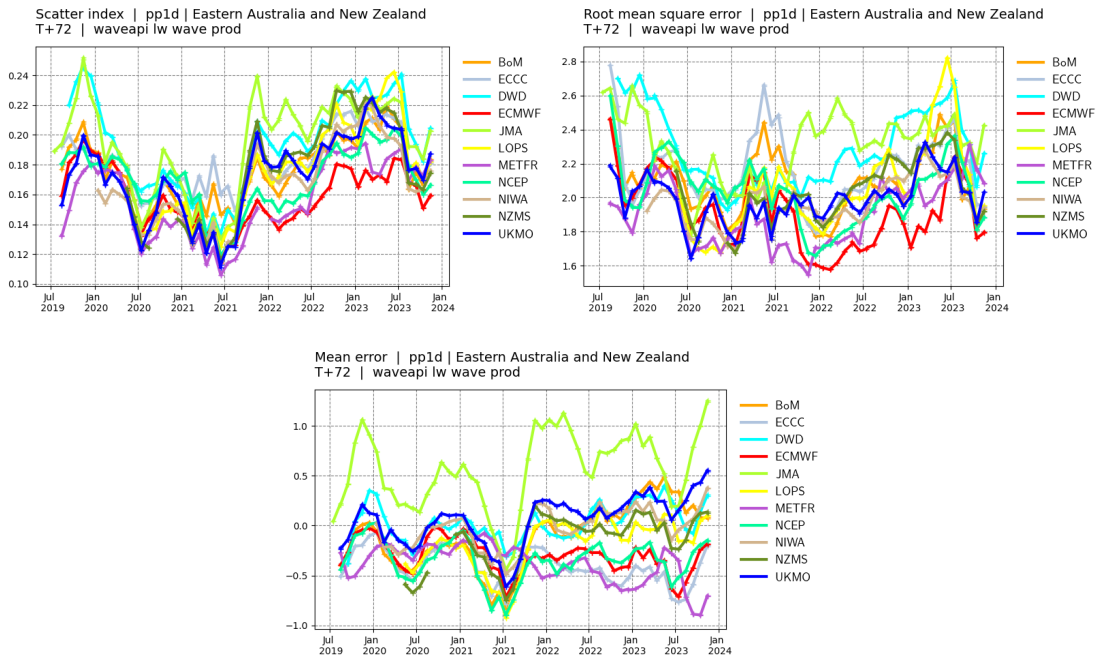 Scatter index | pp1d | Eastern Australia and New Zealand
T+72 | waveapi lw wave prod
0.24
0.22
0.20
0.18
0.16
0.14
0.12
0.10
Jul Jan Jul Jan Jul Jan Jul Jan Jul Jan
2019 2020 2020 2021 2021 2022 2022 2023 2023 2024
BoM
ECCC
DWD
ECMWF
JMA
LOPS
METFR
NCEP
NIWA
NZMS
UKMO
Root mean square error | pp1d | Eastern Australia and New Zealand
T+72 | waveapi lw wave prod
2.8
2.6
2.4
2.2
2.0
1.8
1.6
Jul Jan Jul Jan Jul Jan Jul Jan Jul Jan
2019 2020 2020 2021 2021 2022 2022 2023 2023 2024
BoM
ECCC
DWD
ECMWF
JMA
LOPS
METFR
NCEP
NIWA
NZMS
UKMO
Mean error | pp1d | Eastern Australia and New Zealand
T+72 | waveapi lw wave prod
1.0
0.5
0.0
−0.5
−1.0
Jul Jan Jul Jan Jul Jan Jul Jan Jul Jan
2019 2020 2020 2021 2021 2022 2022 2023 2023 2024
BoM
ECCC
DWD
ECMWF
JMA
LOPS
METFR
NCEP
NIWA
NZMS
UKMO